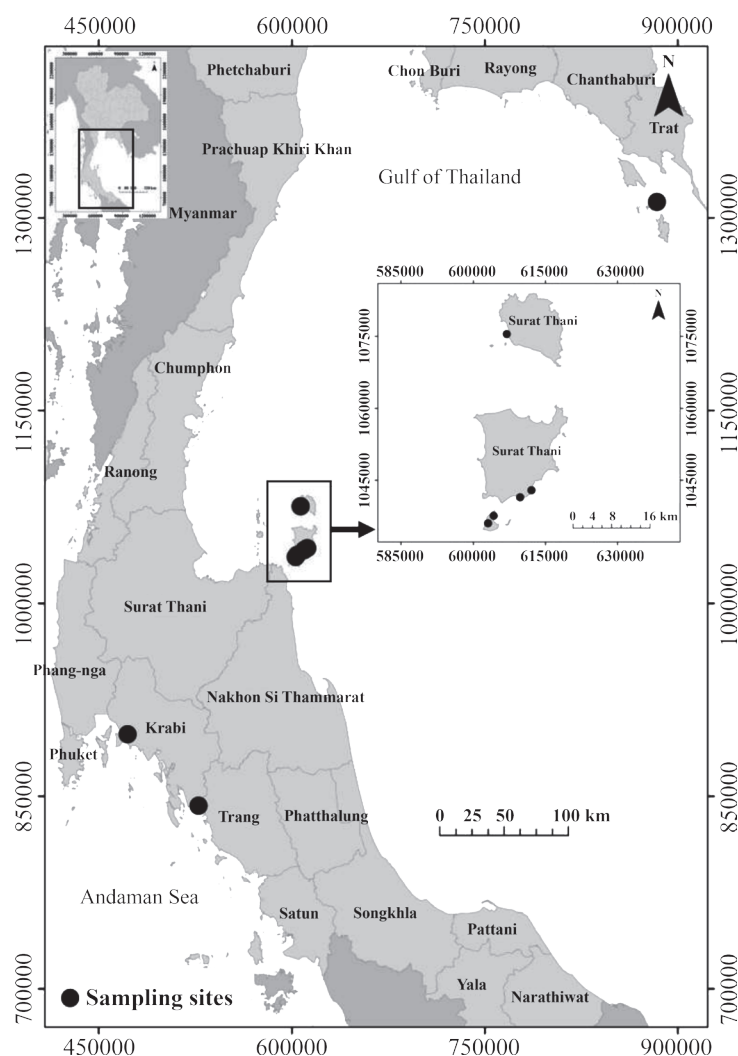 450000 600000 750000 900000
N
Phetchaburi
Chon Buri
Rayong
Chanthaburi
Trat
Prachuap Khiri Khan
Gulf of Thailand
Myanmar
1300000
1300000
585000 600000 615000 630000
N
Surat Thani
1075000
1075000
1060000
1060000
Surat Thani
1045000
1045000
0 4 8 16 km
585000 600000 615000 630000
Chumphon
1150000
1150000
Ranong
Surat Thani
1000000
1000000
Phang-nga
Nakhon Si Thammarat
Krabi
Phuket
850000
850000
0 25 50 100 km
Trang
Phatthalung
Andaman Sea
Satun
Songkhla
Pattani
Yala
Narathiwat
700000
700000
Sampling sites
450000 600000 750000 900000